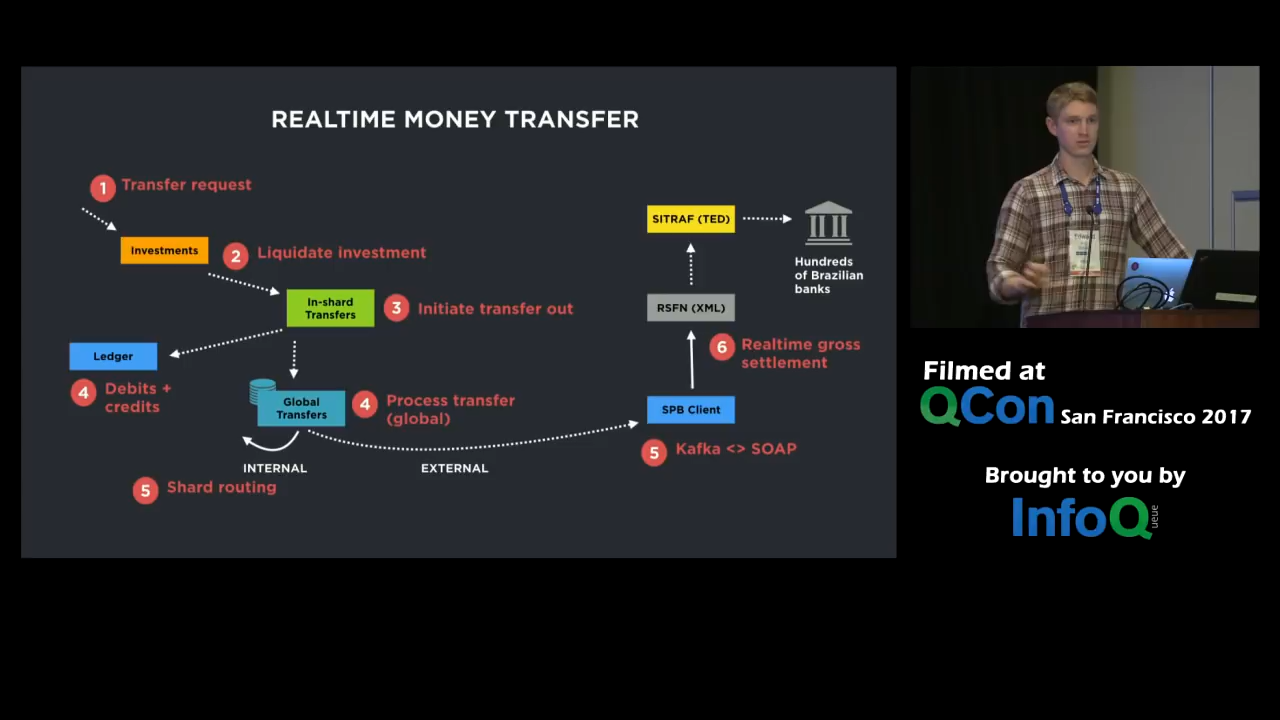 REALTIME MONEY TRANSFER
1 Transfer request
Investments
2 Liquidate investment
In-shard
Transfers
3 Initiate transfer out
Ledger
4 Debits +
credits
Global
Transfers
4 Process transfer
(global)
INTERNAL
EXTERNAL
5 Shard routing
SITRAF (TED)
Hundreds
of Brazilian
banks
RSFN (XML)
6 Realtime gross
settlement
SPB Client
5 Kafka <> SOAP
Filmed at
QCon San Francisco 2017
Brought to you by
InfoQ
ueue